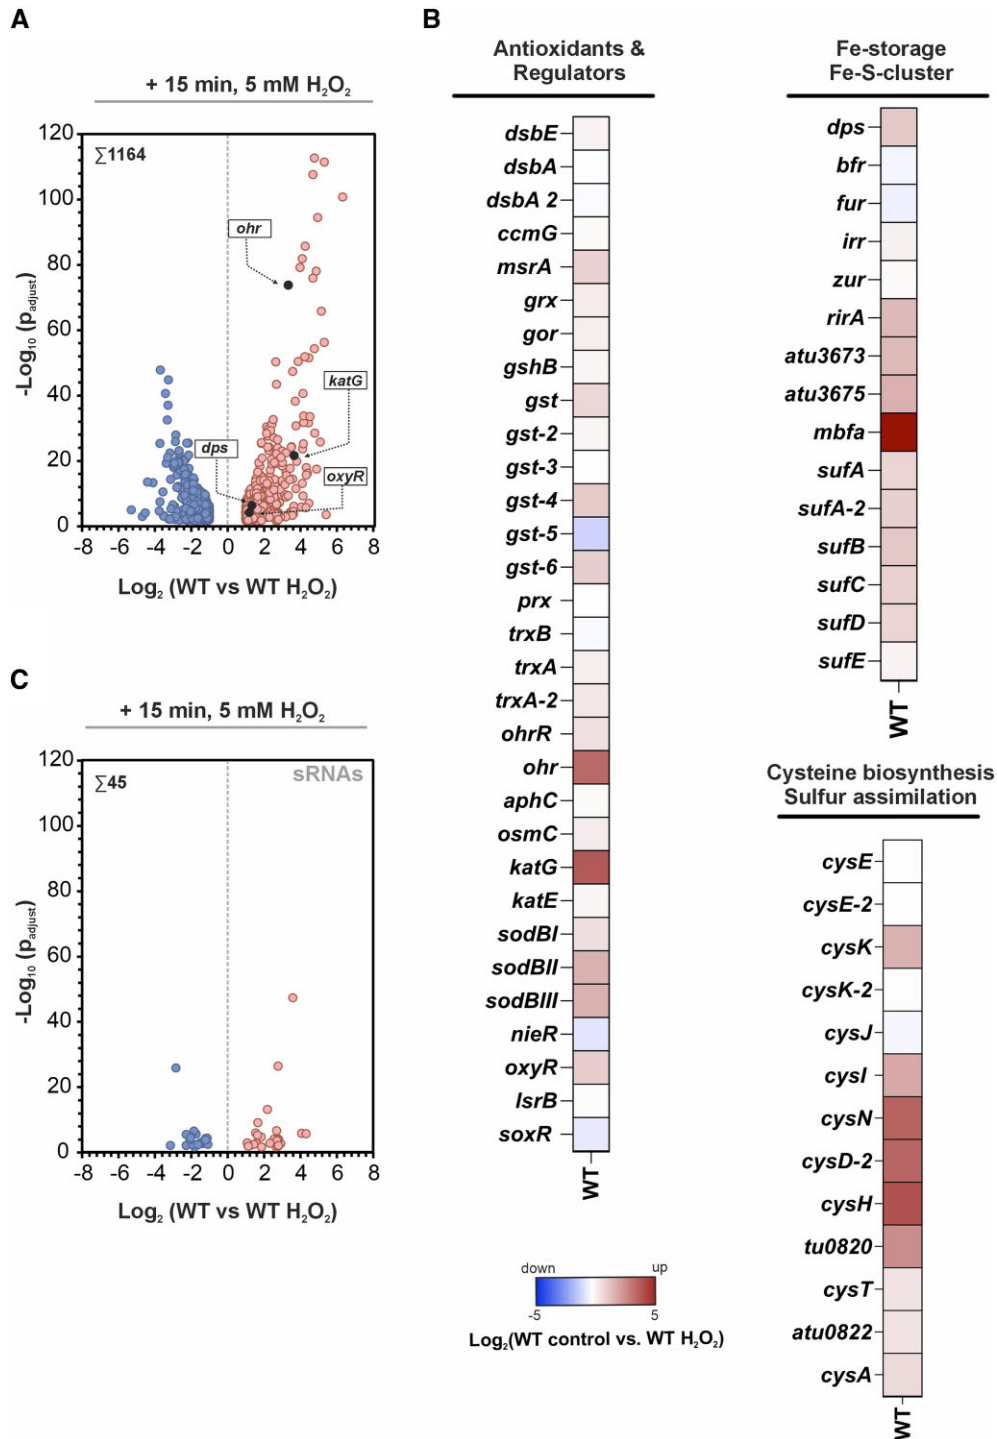 A
+ 15 min, 5 mM H₂O₂
∑1164
ohr
katG
dps
oxyR
120
100
80
60
40
20
0
-Log₁₀ (pₐdjust)
-8 -6 -4 -2 0 2 4 6 8
Log₂ (WT vs WT H₂O₂)
B
Antioxidants &
Regulators
dsbE
dsbA
dsbA 2
ccmG
msrA
grx
gor
gshB
gst
gst-2
gst-3
gst-4
gst-5
gst-6
prx
trxB
trxA
trxA-2
ohrR
ohr
aphC
osmC
katG
katE
sodBI
sodBII
sodBIII
nieR
oxyR
lsrB
soxR
WT
Fe-storage
Fe-S-cluster
dps
bfr
fur
irr
zur
rirA
atu3673
atu3675
mbfa
sufA
sufA-2
sufB
sufC
sufD
sufE
WT
Cysteine biosynthesis
Sulfur assimilation
cysE
cysE-2
cysK
cysK-2
cysJ
cysI
cysN
cysD-2
cysH
tu0820
cysT
atu0822
cysA
WT
down up
-5 5
Log₂(WT control vs. WT H₂O₂)
C
+ 15 min, 5 mM H₂O₂
∑45
sRNAs
120
100
80
60
40
20
0
-Log₁₀ (pₐdjust)
-8 -6 -4 -2 0 2 4 6 8
Log₂ (WT vs WT H₂O₂)